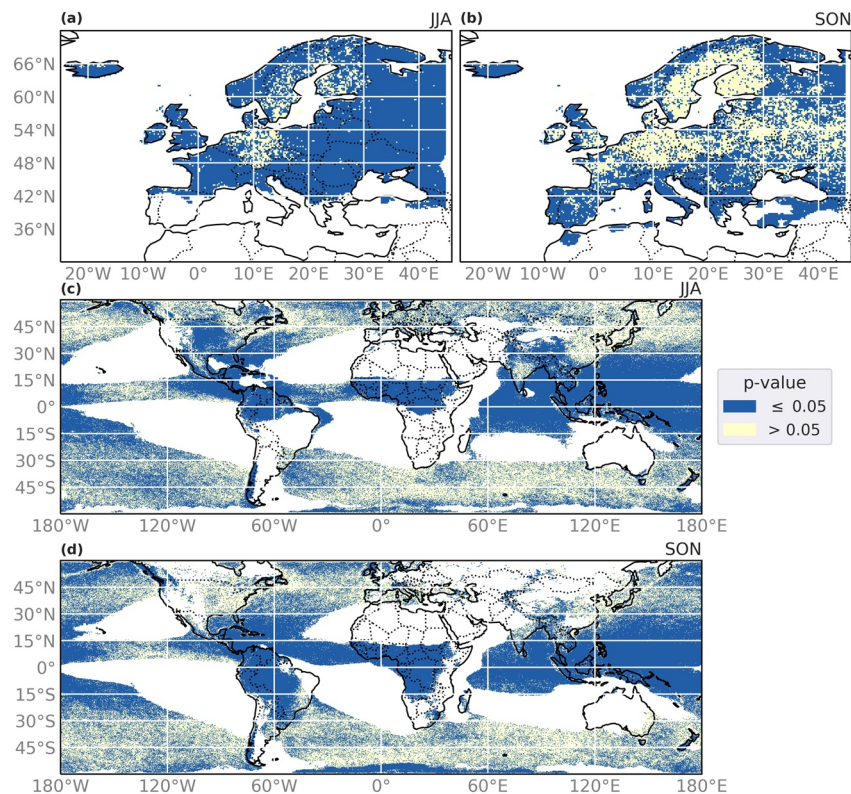 (a) JJA (b) SON
66°N
60°N
54°N
48°N
42°N
36°N
20°W 10°W 0° 10°E 20°E 30°E 40°E 20°W 10°W 0° 10°E 20°E 30°E 40°E
(c) JJA
45°N
30°N
15°N
0°
15°S
30°S
45°S
180°W 120°W 60°W 0° 60°E 120°E 180°E
p-value
≤ 0.05
> 0.05
(d) SON
45°N
30°N
15°N
0°
15°S
30°S
45°S
180°W 120°W 60°W 0° 60°E 120°E 180°E